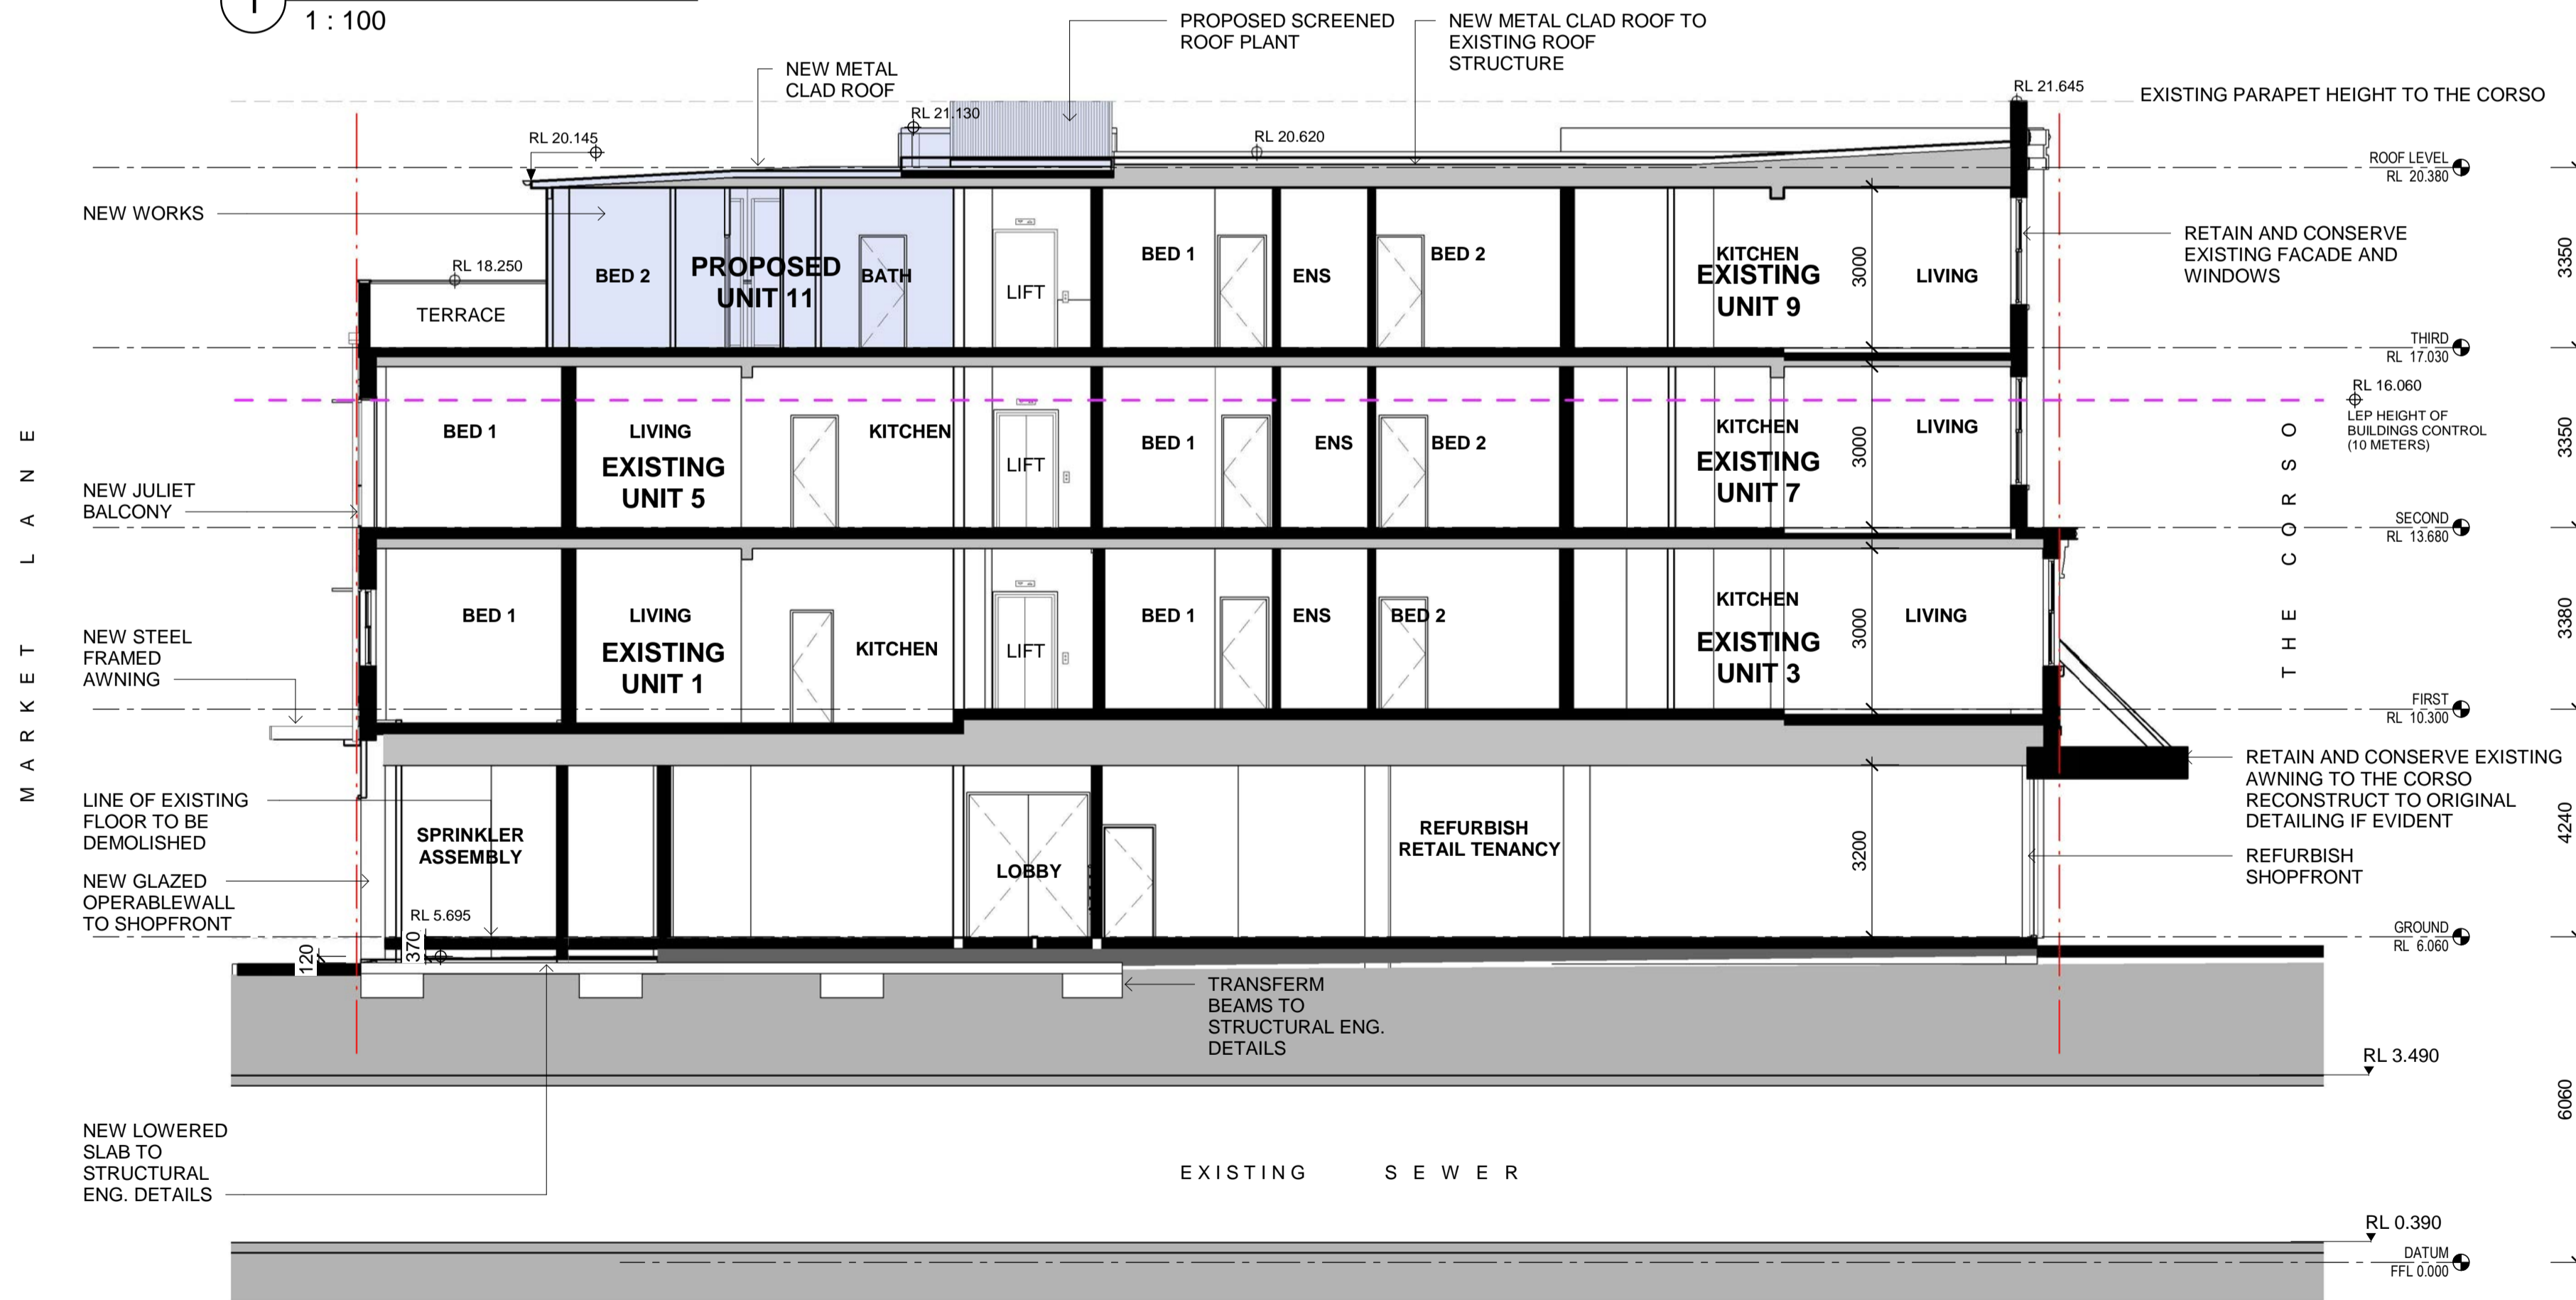 1
1 : 100
PROPOSED SCREENED
ROOF PLANT
NEW METAL CLAD ROOF TO
EXISTING ROOF
STRUCTURE
NEW METAL
CLAD ROOF
RL 21.645
EXISTING PARAPET HEIGHT TO THE CORSO
RL 21.130
RL 20.145
RL 20.620
ROOF LEVEL
RL 20.380
NEW WORKS
RETAIN AND CONSERVE
EXISTING FACADE AND
WINDOWS
3350
RL 18.250
TERRACE
BED 2
PROPOSED
UNIT 11
BATH
LIFT
BED 1
ENS
BED 2
KITCHEN
EXISTING
UNIT 9
3000
LIVING
THIRD
RL 17.030
RL 16.060
LEP HEIGHT OF
BUILDINGS CONTROL
(10 METERS)
3350
BED 1
LIVING
EXISTING
UNIT 5
KITCHEN
LIFT
BED 1
ENS
BED 2
KITCHEN
EXISTING
UNIT 7
3000
LIVING
NEW JULIET
BALCONY
SECOND
RL 13.680
MARKET LANE
THE CORSO
3380
BED 1
LIVING
EXISTING
UNIT 1
KITCHEN
LIFT
BED 1
ENS
BED 2
KITCHEN
EXISTING
UNIT 3
3000
LIVING
NEW STEEL
FRAMED
AWNING
FIRST
RL 10.300
RETAIN AND CONSERVE EXISTING
AWNING TO THE CORSO
RECONSTRUCT TO ORIGINAL
DETAILING IF EVIDENT
4240
LINE OF EXISTING
FLOOR TO BE
DEMOLISHED
SPRINKLER
ASSEMBLY
LOBBY
REFURBISH
RETAIL TENANCY
3200
REFURBISH
SHOPFRONT
NEW GLAZED
OPERABLEWALL
TO SHOPFRONT
RL 5.695
120
370
GROUND
RL 6.060
TRANSFERM
BEAMS TO
STRUCTURAL ENG.
DETAILS
RL 3.490
6060
NEW LOWERED
SLAB TO
STRUCTURAL
ENG. DETAILS
EXISTING SEWER
RL 0.390
DATUM
FFL 0.000